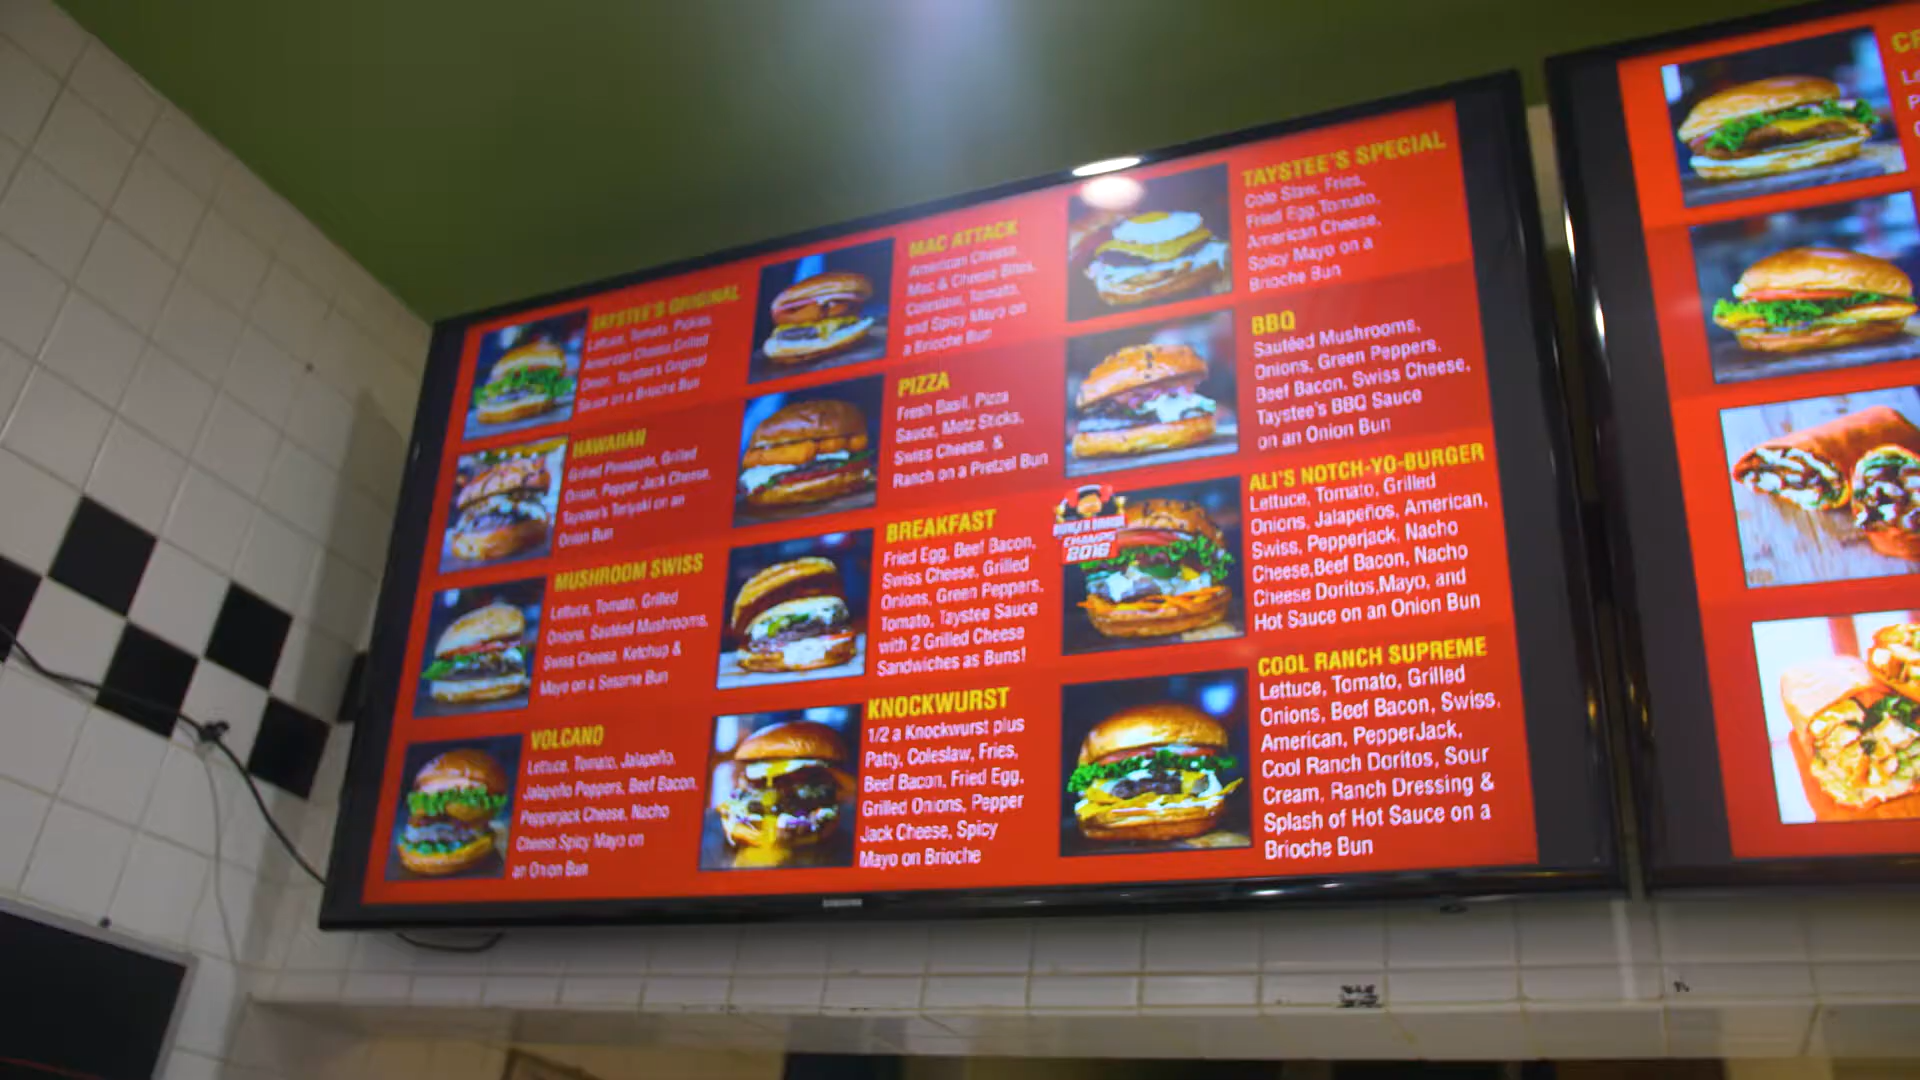 TAYSTEE'S ORIGINAL
Lettuce, Tomato, Pickles
American Cheese, Grilled
Onion, Taystee's Original
Sauce on a Brioche Bun
HAWAIIAN
Grilled Pineapple, Grilled
Onion, Pepper Jack Cheese,
Taystee's Teriyaki on an
Onion Bun
MUSHROOM SWISS
Lettuce, Tomato, Grilled
Onions, Sautéed Mushrooms,
Swiss Cheese, Ketchup &
Mayo on a Sesame Bun
VOLCANO
Lettuce, Tomato, Jalapeño,
Jalapeño Peppers, Beef Bacon,
Pepperjack Cheese, Nacho
Cheese Spicy Mayo on
an Onion Bun
MAC ATTACK
American Cheese,
Mac & Cheese Bites,
Coleslaw, Tomato,
and Spicy Mayo on
a Brioche Bun
PIZZA
Fresh Basil, Pizza
Sauce, Motz Sticks,
Swiss Cheese, &
Ranch on a Pretzel Bun
BREAKFAST
Fried Egg, Beef Bacon,
Swiss Cheese, Grilled
Onions, Green Peppers,
Tomato, Taystee Sauce
with 2 Grilled Cheese
Sandwiches as Buns!
KNOCKWURST
1/2 a Knockwurst plus
Patty, Coleslaw, Fries,
Beef Bacon, Fried Egg,
Grilled Onions, Pepper
Jack Cheese, Spicy
Mayo on Brioche
TAYSTEE'S SPECIAL
Cole Slaw, Fries,
Fried Egg, Tomato,
American Cheese,
Spicy Mayo on a
Brioche Bun
BBQ
Sautéed Mushrooms,
Onions, Green Peppers,
Beef Bacon, Swiss Cheese,
Taystee's BBQ Sauce
on an Onion Bun
BURGER BRAWL
CHAMPS
2016
ALI'S NOTCH-YO-BURGER
Lettuce, Tomato, Grilled
Onions, Jalapeños, American,
Swiss, Pepperjack, Nacho
Cheese,Beef Bacon, Nacho
Cheese Doritos,Mayo, and
Hot Sauce on an Onion Bun
COOL RANCH SUPREME
Lettuce, Tomato, Grilled
Onions, Beef Bacon, Swiss,
American, PepperJack,
Cool Ranch Doritos, Sour
Cream, Ranch Dressing &
Splash of Hot Sauce on a
Brioche Bun
SAMSUNG